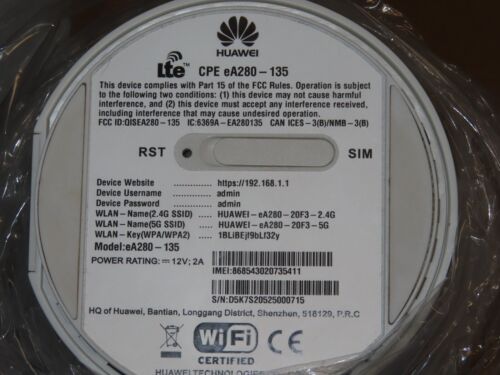 HUAWEI
Lte CPE eA280-135
This device complies with Part 15 of the FCC Rules. Operation is subject
to the following two conditions: (1) this device may not cause harmful
interference, and (2) this device must accept any interference received,
including interference that may cause undesired operation.
FCC ID:QISEA280-135 IC:6369A-EA280135 CAN ICES-3(B)/NMB-3(B)
RST SIM
Device Website .............. https://192.168.1.1
Device Username ............. admin
Device Password ............. admin
WLAN-Name(2.4G SSID) ..... HUAWEI-eA280-20F3-2.4G
WLAN-Name(5G SSID) ....... HUAWEI-eA280-20F3-5G
WLAN-Key(WPA/WPA2) ...... 1BLiBEjf9bLf32y
Model:eA280-135
POWER RATING: 12V; 2A
IMEI:868543020735411
S/N:D5K7S20525000715
HQ of Huawei, Bantian, Longgang District, Shenzhen, 518129, P.R.C
Wi Fi CE
CERTIFIED
HUAWEI TECHNOLOGIES